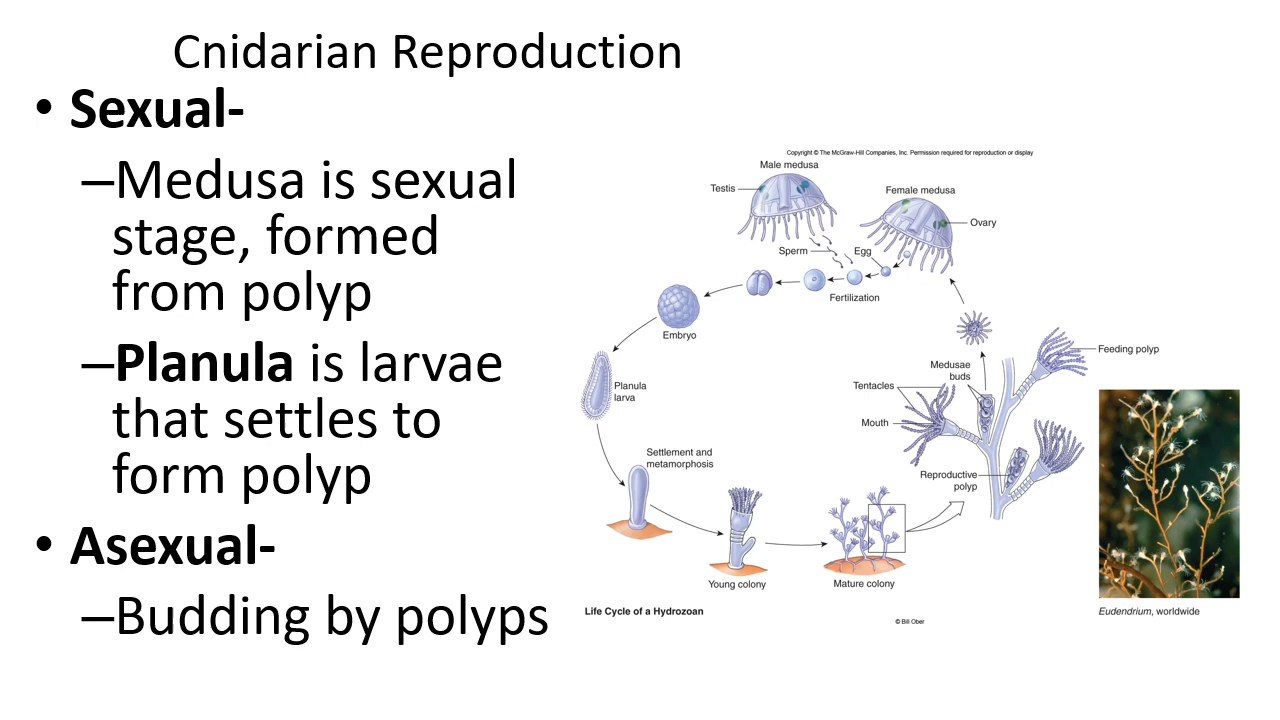 Cnidarian Reproduction
• Sexual-
–Medusa is sexual
stage, formed
from polyp
–Planula is larvae
that settles to
form polyp
• Asexual-
–Budding by polyps
Copyright © The McGraw-Hill Companies, Inc. Permission required for reproduction or display
Male medusa
Testis
Female medusa
Ovary
Sperm
Egg
Fertilization
Embryo
Planula
larva
Settlement and
metamorphosis
Young colony
Mature colony
Feeding polyp
Medusae
buds
Tentacles
Mouth
Reproductive
polyp
Life Cycle of a Hydrozoan
© Bill Ober
Eudendrium, worldwide